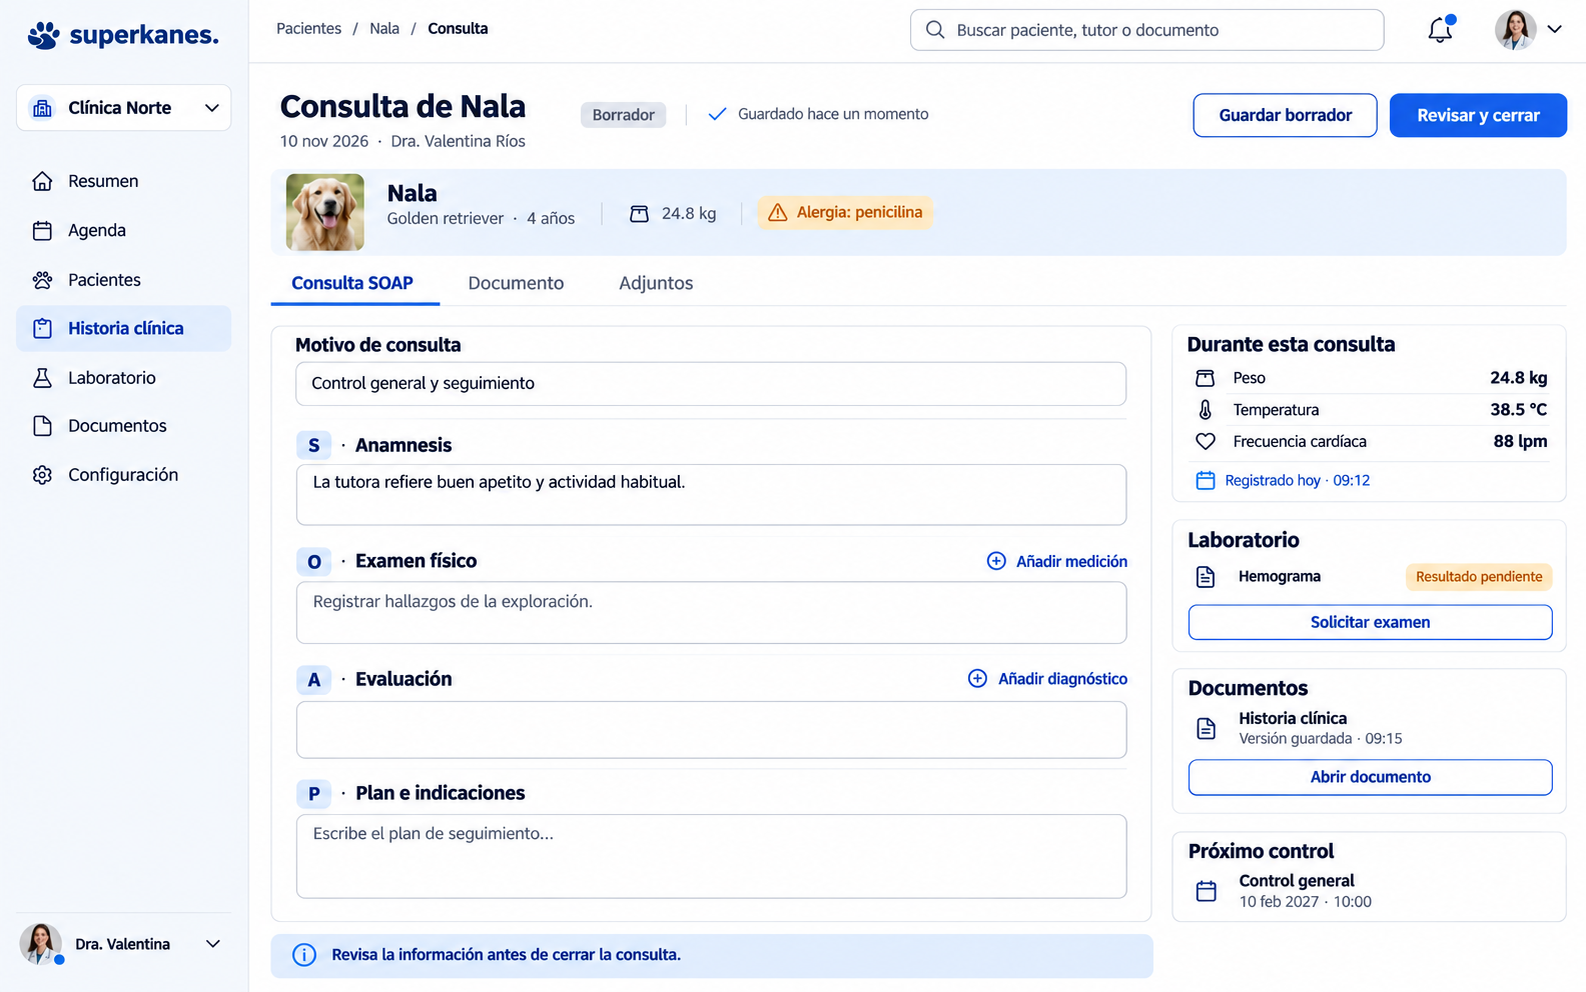 superkanes.
Clínica Norte
Resumen
Agenda
Pacientes
Historia clínica
Laboratorio
Documentos
Configuración
Dra. Valentina
Pacientes / Nala / Consulta
Buscar paciente, tutor o documento
Consulta de Nala
Borrador
Guardado hace un momento
10 nov 2026 · Dra. Valentina Ríos
Guardar borrador
Revisar y cerrar
Nala
Golden retriever · 4 años
24.8 kg
Alergia: penicilina
Consulta SOAP
Documento
Adjuntos
Motivo de consulta
Control general y seguimiento
S · Anamnesis
La tutora refiere buen apetito y actividad habitual.
O · Examen físico
Añadir medición
Registrar hallazgos de la exploración.
A · Evaluación
Añadir diagnóstico
P · Plan e indicaciones
Escribe el plan de seguimiento...
Revisa la información antes de cerrar la consulta.
Durante esta consulta
Peso 24.8 kg
Temperatura 38.5 °C
Frecuencia cardíaca 88 lpm
Registrado hoy · 09:12
Laboratorio
Hemograma
Resultado pendiente
Solicitar examen
Documentos
Historia clínica
Versión guardada · 09:15
Abrir documento
Próximo control
Control general
10 feb 2027 · 10:00